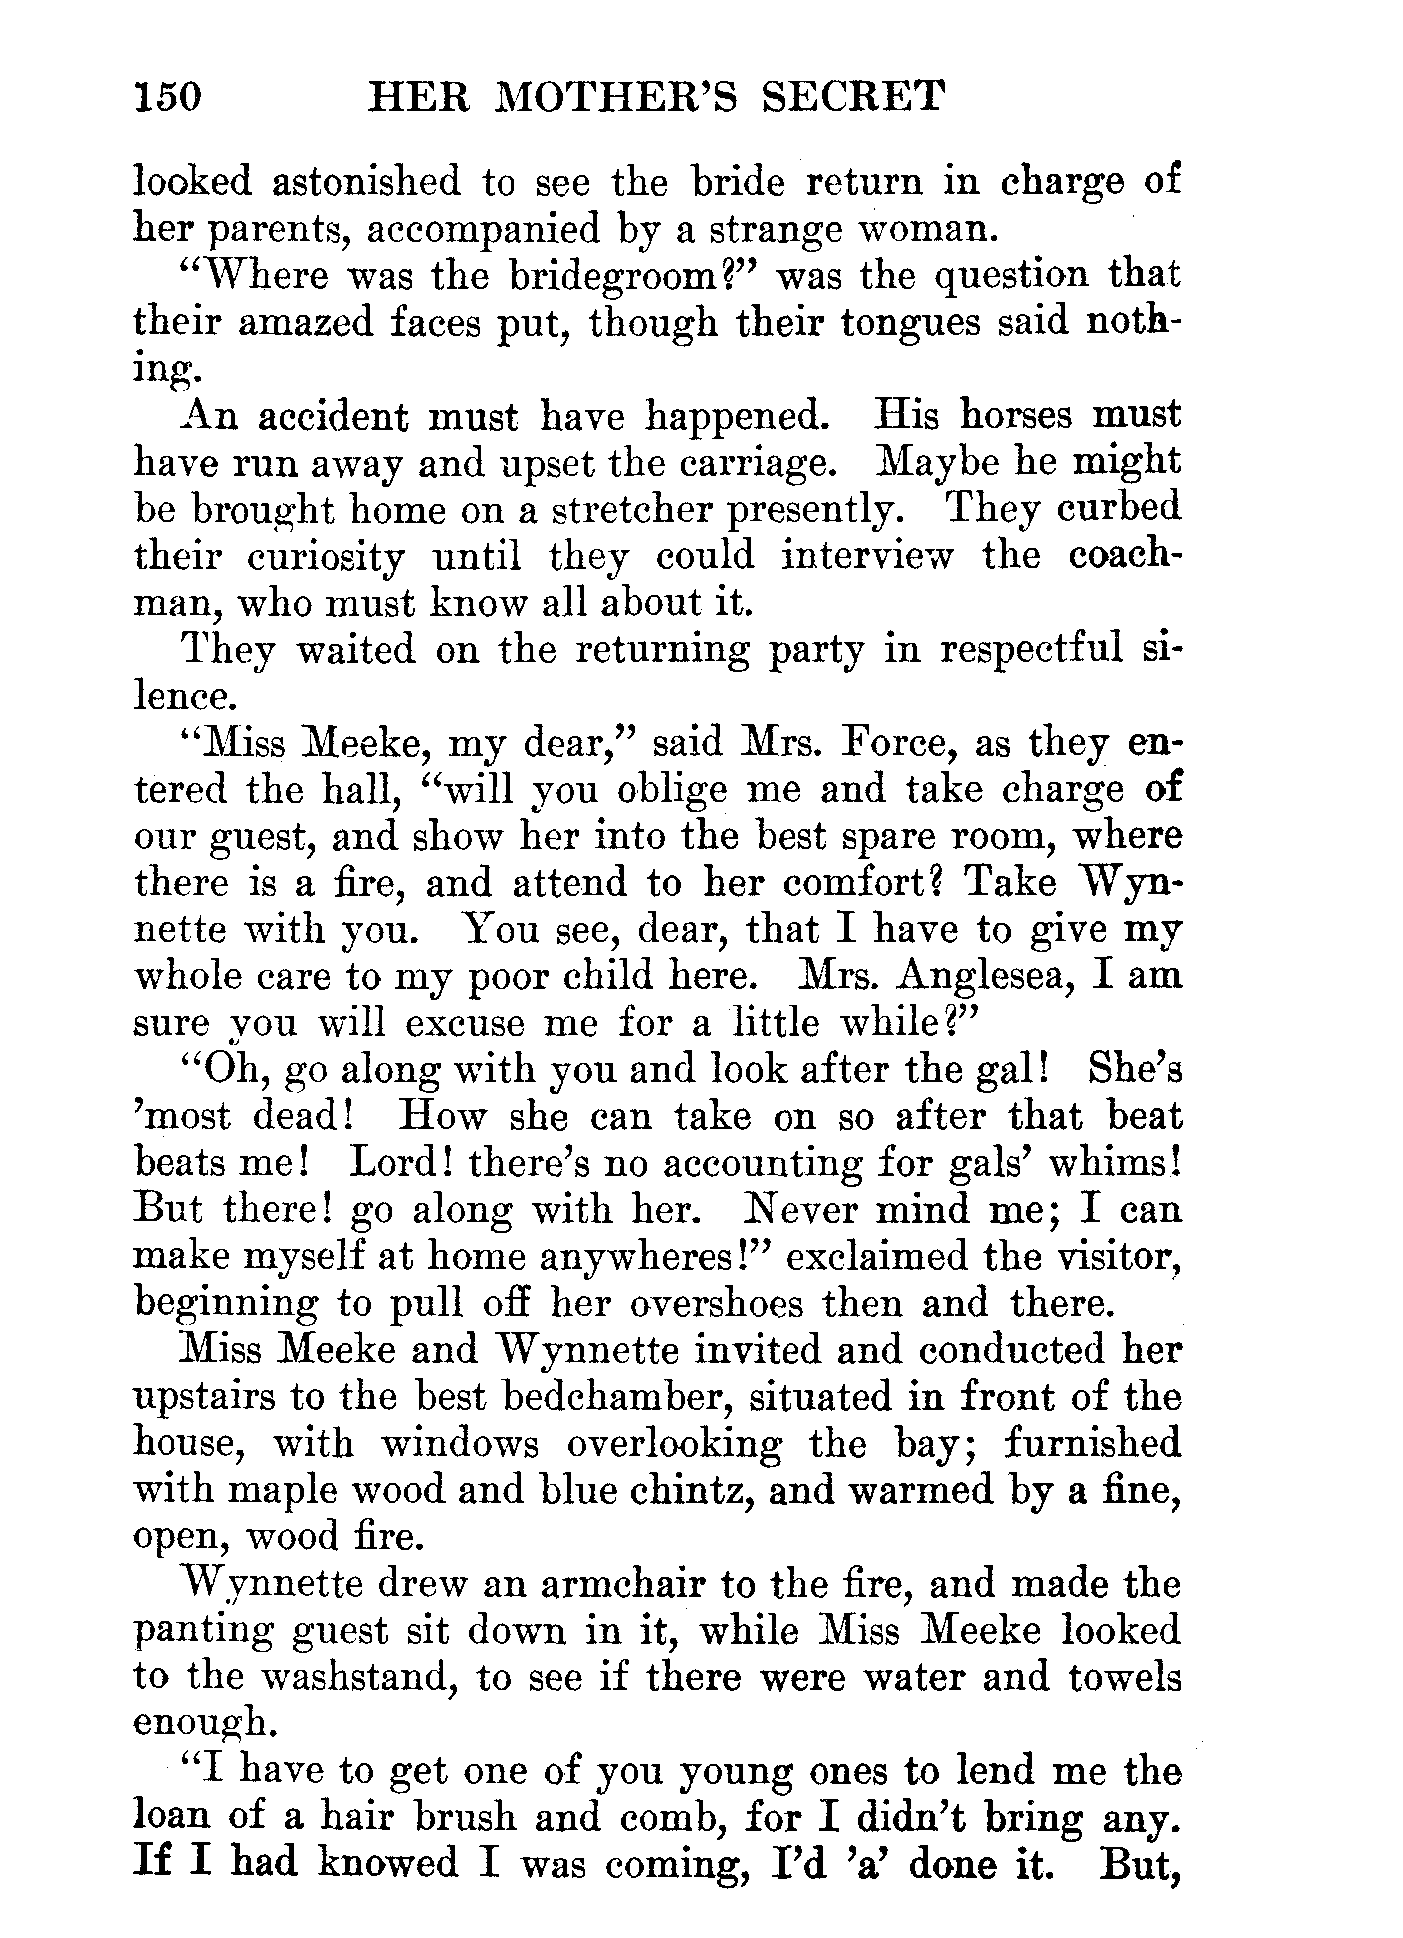 150 HER MOTHER'S SECRET
looked astonished to see the bride return in charge of
her parents, accompanied by a strange woman.
"Where was the bridegroom?" was the question that
their amazed faces put, though their tongues said noth-
ing.
An accident must have happened. His horses must
have run away and upset the carriage. Maybe he might
be brought home on a stretcher presently. They curbed
their curiosity until they could interview the coach-
man, who must know all about it.
They waited on the returning party in respectful si-
lence.
"Miss Meeke, my dear," said Mrs. Force, as they en-
tered the hall, "will you oblige me and take charge of
our guest, and show her into the best spare room, where
there is a fire, and attend to her comfort? Take Wyn-
nette with you. You see, dear, that I have to give my
whole care to my poor child here. Mrs. Anglesea, I am
sure you will excuse me for a little while?"
"Oh, go along with you and look after the gal! She's
'most dead! How she can take on so after that beat
beats me! Lord! there's no accounting for gals' whims!
But there! go along with her. Never mind me; I can
make myself at home anywheres!" exclaimed the visitor,
beginning to pull off her overshoes then and there.
Miss Meeke and Wynnette invited and conducted her
upstairs to the best bedchamber, situated in front of the
house, with windows overlooking the bay; furnished
with maple wood and blue chintz, and warmed by a fine,
open, wood fire.
Wynnette drew an armchair to the fire, and made the
panting guest sit down in it, while Miss Meeke looked
to the washstand, to see if there were water and towels
enough.
"I have to get one of you young ones to lend me the
loan of a hair brush and comb, for I didn't bring any.
If I had knowed I was coming, I'd 'a' done it. But,